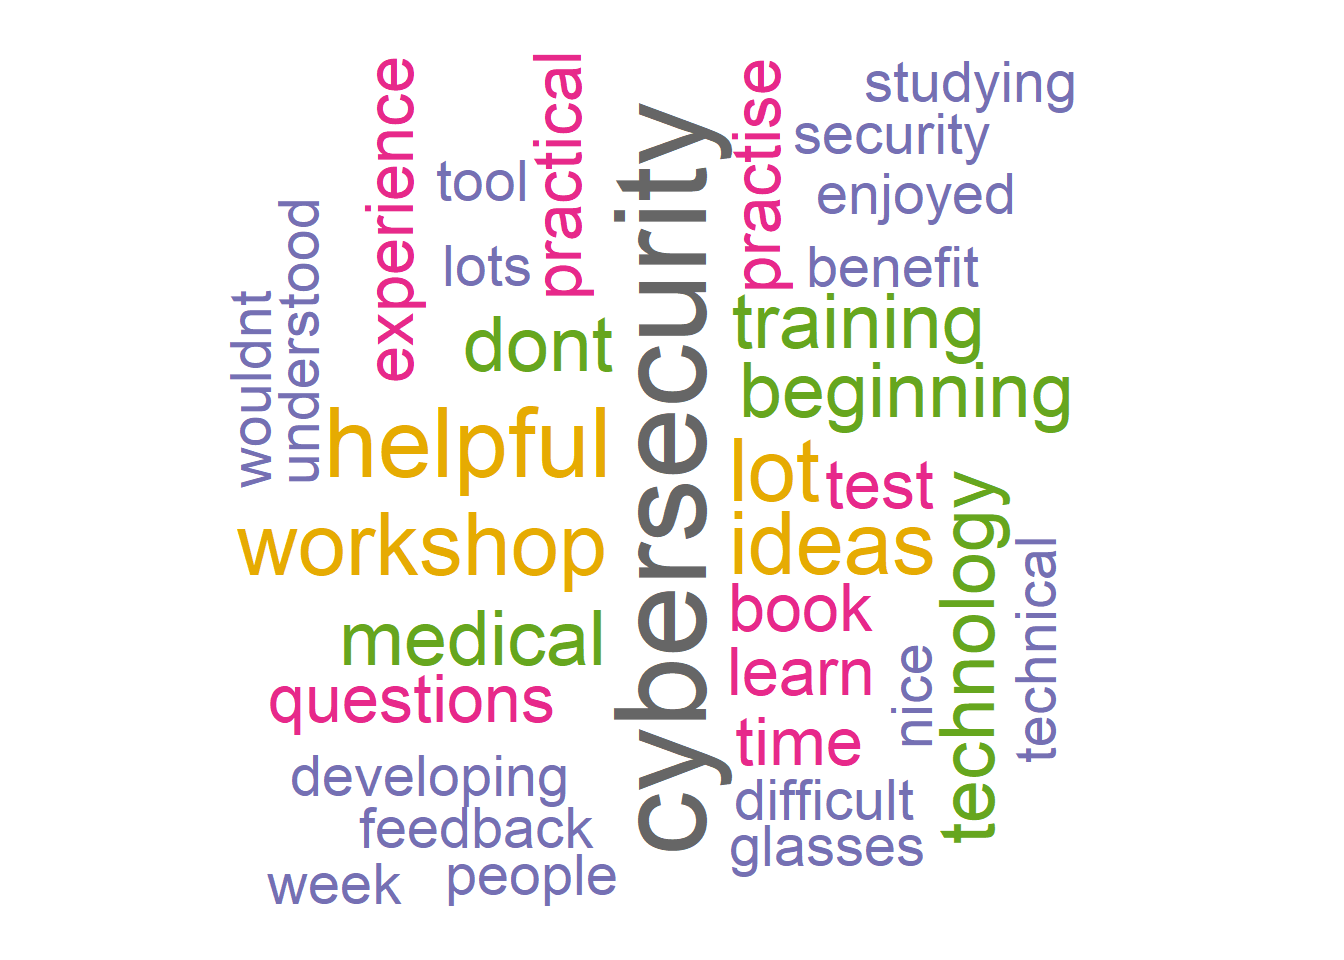 experience
practical
practise
studying
security
tool
enjoyed
understood
lots
benefit
wouldnt
dont
cybersecurity
training
beginning
helpful
lot
test
workshop
ideas
technology
technical
book
medical
learn
questions
nice
time
developing
difficult
feedback
glasses
week
people